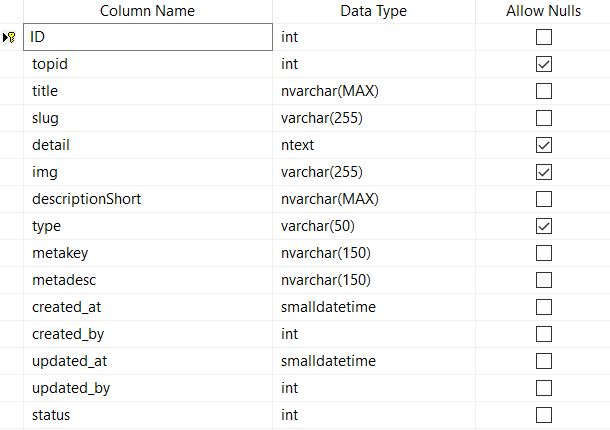 Column Name Data Type Allow Nulls
ID int
topid int
title nvarchar(MAX)
slug varchar(255)
detail ntext
img varchar(255)
descriptionShort nvarchar(MAX)
type varchar(50)
metakey nvarchar(150)
metadesc nvarchar(150)
created_at smalldatetime
created_by int
updated_at smalldatetime
updated_by int
status int